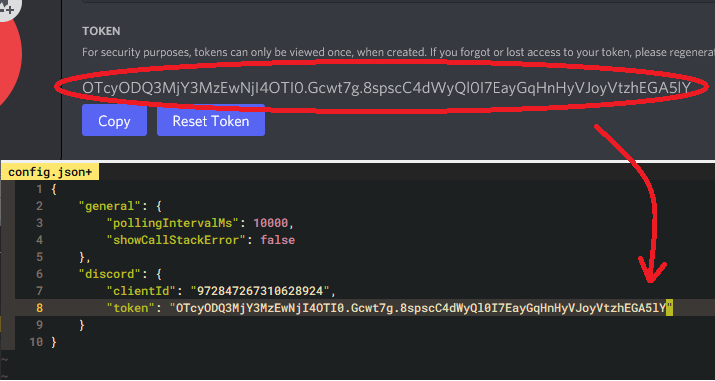 TOKEN
For security purposes, tokens can only be viewed once, when created. If you forgot or lost access to your token, please regenerat
OTcyODQ3MjY3MzEwNjI4OTI0.Gcwt7g.8spscC4dWyQl0I7EayGqHnHyVJoyVtzhEGA5lY
Copy Reset Token
config.json+
1 {
2 "general": {
3 "pollingIntervalMs": 10000,
4 "showCallStackError": false
5 },
6 "discord": {
7 "clientId": "972847267310628924",
8 "token": "OTcyODQ3MjY3MzEwNjI4OTI0.Gcwt7g.8spscC4dWyQl0I7EayGqHnHyVJoyVtzhEGA5lY"
9 }
10 }
~
~